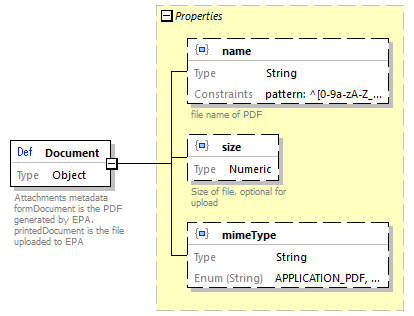 Properties
name
Type String
Constraints pattern: ^[0-9a-zA-Z_...
file name of PDF
Def Document
Type Object
Attachments metadata
formDocument is the PDF
generated by EPA.
printedDocument is the file
uploaded to EPA
size
Type Numeric
Size of file, optional for
upload
mimeType
Type String
Enum (String) APPLICATION_PDF, ...